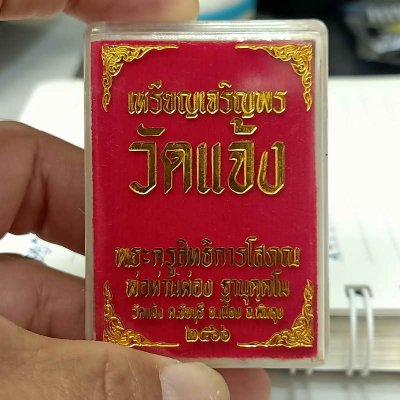 เหรียญเจริญพร
วัดแจ้ง
พระครูสิทธิการโสภณ
พ่อท่านคล่อง ฐานุตฺตโม
วัดแจ้ง ต.ชัยบุรี อ.เมือง จ.พัทลุง
๒๕๖๖